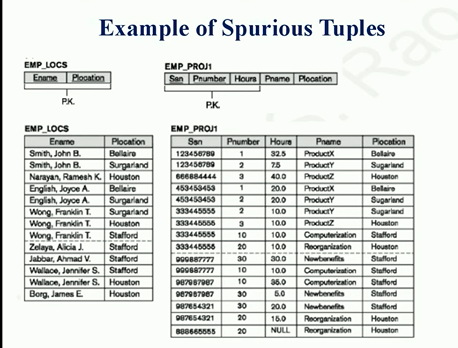 Example of Spurious Tuples
EMP_LOCS
Ename Plocation
P.K.
EMP_PROJ1
Ssn Pnumber Hours Pname Plocation
P.K.
EMP_LOCS
Ename Plocation
Smith, John B. Bellaire
Smith, John B. Surgarland
Narayan, Ramesh K. Houston
English, Joyce A. Bellaire
English, Joyce A. Surgarland
Wong, Franklin T. Surgarland
Wong, Franklin T. Houston
Wong, Franklin T. Stafford
Zelaya, Alicia J. Stafford
Jabbar, Ahmad V. Stafford
Wallace, Jennifer S. Stafford
Wallace, Jennifer S. Houston
Borg, James E. Houston
EMP_PROJ1
Ssn Pnumber Hours Pname Plocation
123456789 1 32.5 ProductX Bellaire
123456789 2 7.5 ProductY Surgarland
666884444 3 40.0 ProductZ Houston
453453453 1 20.0 ProductX Bellaire
453453453 2 20.0 ProductY Surgarland
333445555 2 10.0 ProductY Surgarland
333445555 3 10.0 ProductZ Houston
333445555 10 10.0 Computerization Stafford
333445555 20 10.0 Reorganization Houston
999887777 30 30.0 Newbenefits Stafford
999887777 10 10.0 Computerization Stafford
987987987 10 35.0 Computerization Stafford
987987987 30 5.0 Newbenefits Stafford
987654321 30 20.0 Newbenefits Stafford
987654321 20 15.0 Reorganization Houston
888665555 20 NULL Reorganization Houston